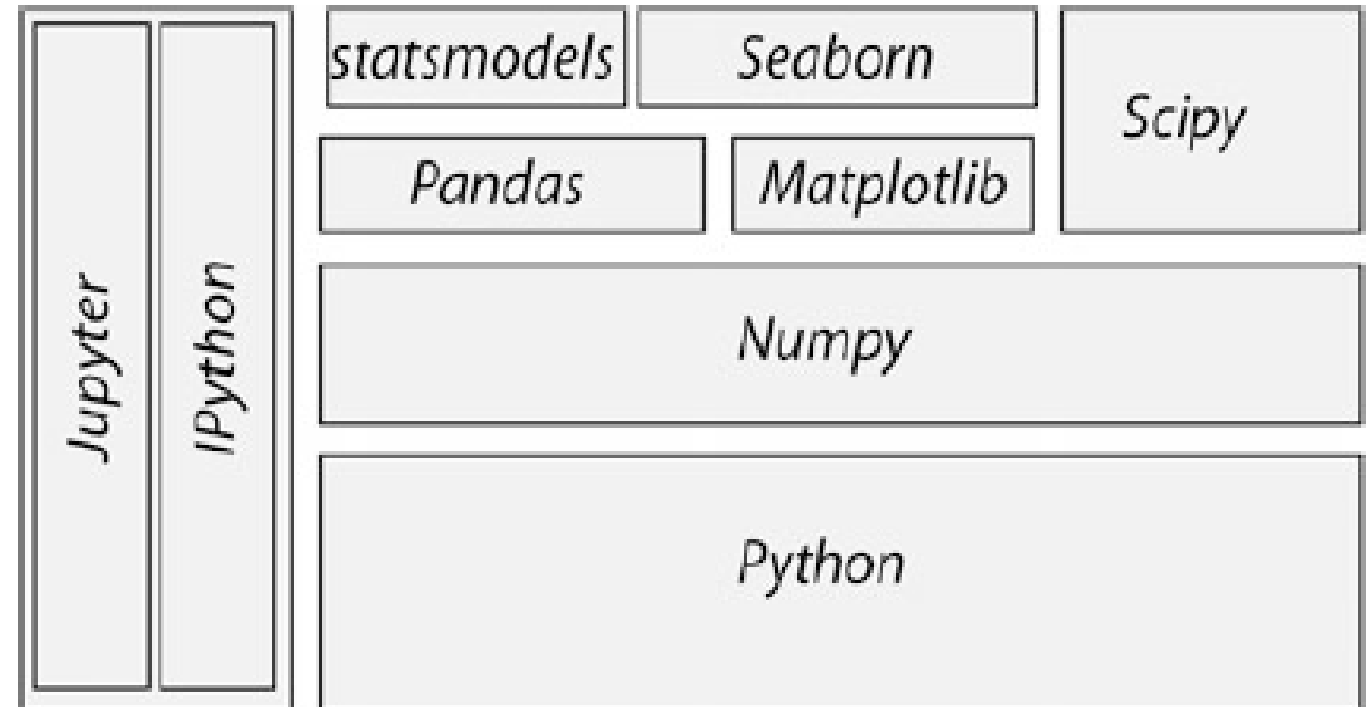 Jupyter
IPython
statsmodels
Seaborn
Scipy
Pandas
Matplotlib
Numpy
Python